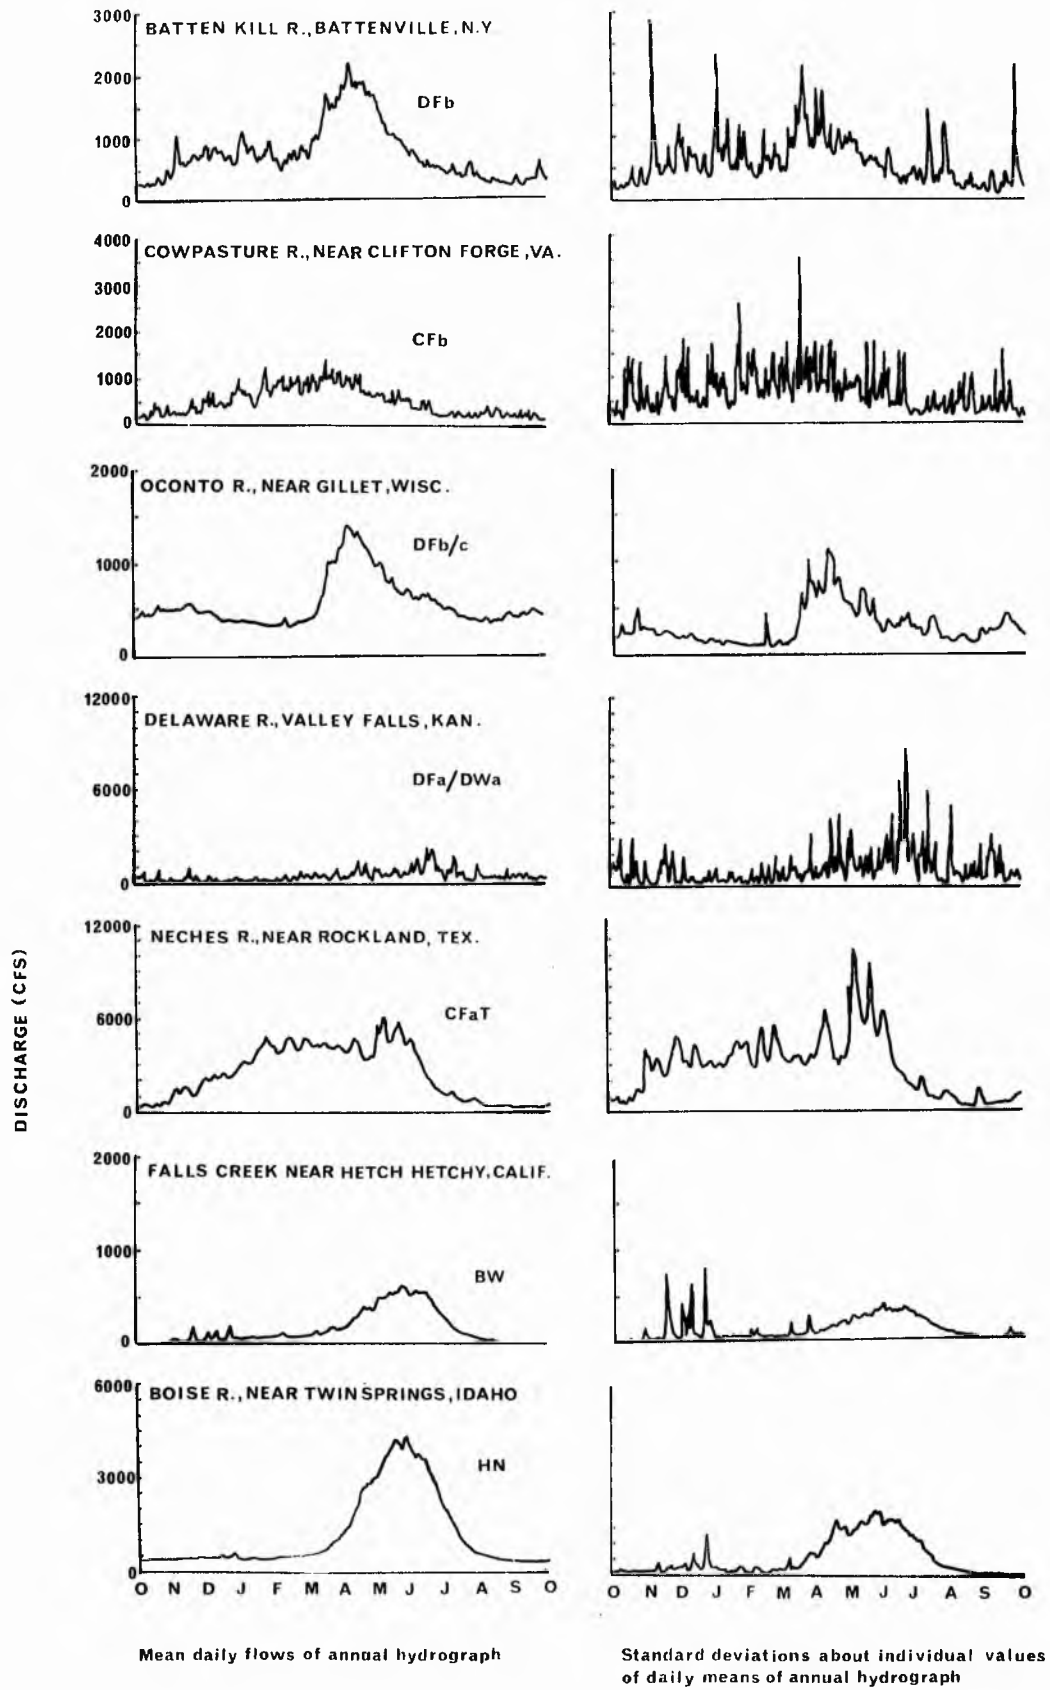 3000
BATTEN KILL R., BATTENVILLE, N.Y
2000
DFb
1000
0
4000
COWPASTURE R., NEAR CLIFTON FORGE, VA.
3000
2000
CFb
1000
0
2000
OCONTO R., NEAR GILLET, WISC.
DFb/c
1000
0
12000
DELAWARE R., VALLEY FALLS, KAN.
DFa/DWa
6000
0
12000
NECHES R., NEAR ROCKLAND, TEX.
CFaT
6000
0
DISCHARGE (CFS)
2000
FALLS CREEK NEAR HETCH HETCHY, CALIF.
1000
BW
0
6000
BOISE R., NEAR TWIN SPRINGS, IDAHO
HN
3000
0
O N D J F M A M J J A S O
O N D J F M A M J J A S O
Mean daily flows of annual hydrograph
Standard deviations about individual values
of daily means of annual hydrograph